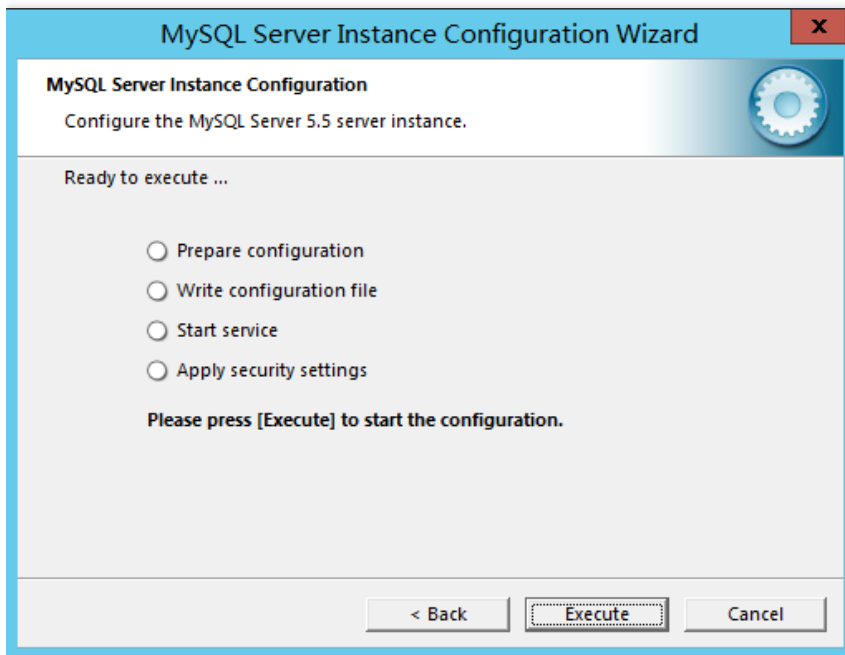 MySQL Server Instance Configuration Wizard
x
MySQL Server Instance Configuration
Configure the MySQL Server 5.5 server instance.
Ready to execute ...
Prepare configuration
Write configuration file
Start service
Apply security settings
Please press [Execute] to start the configuration.
< Back
Execute
Cancel